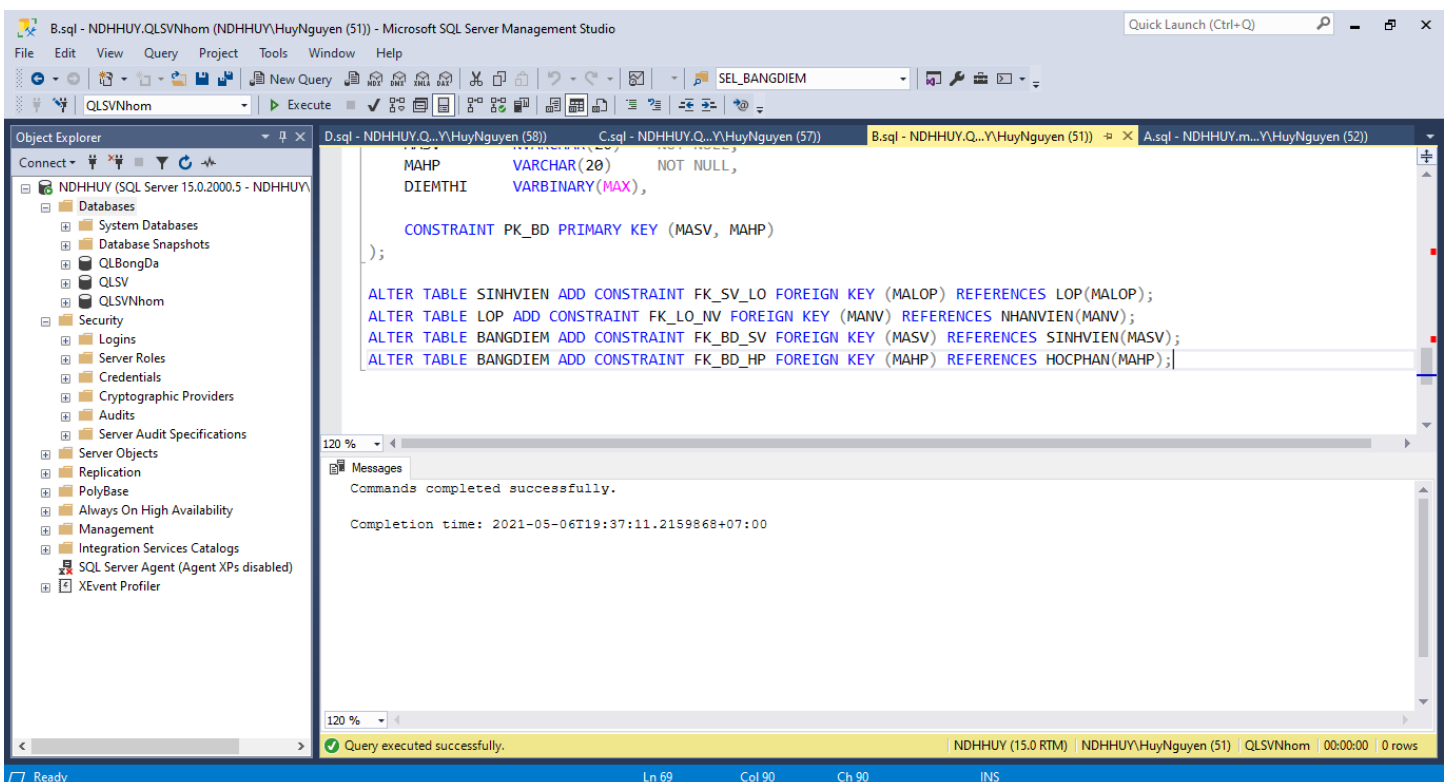 B.sql - NDHHUY.QLSVNhom (NDHHUY\HuyNguyen (51)) - Microsoft SQL Server Management Studio
Quick Launch (Ctrl+Q)
File Edit View Query Project Tools Window Help
New Query MDX DMX XMLA DAX SEL_BANGDIEM
QLSVNhom Execute
Object Explorer
D.sql - NDHHUY.Q...Y\HuyNguyen (58)) C.sql - NDHHUY.Q...Y\HuyNguyen (57)) B.sql - NDHHUY.Q...Y\HuyNguyen (51)) A.sql - NDHHUY.m...Y\HuyNguyen (52))
Connect
NDHHUY (SQL Server 15.0.2000.5 - NDHHUY\
Databases
System Databases
Database Snapshots
QLBongDa
QLSV
QLSVNhom
Security
Logins
Server Roles
Credentials
Cryptographic Providers
Audits
Server Audit Specifications
Server Objects
Replication
PolyBase
Always On High Availability
Management
Integration Services Catalogs
SQL Server Agent (Agent XPs disabled)
XEvent Profiler
MAHP VARCHAR(20) NOT NULL,
DIEMTHI VARBINARY(MAX),
CONSTRAINT PK_BD PRIMARY KEY (MASV, MAHP)
);
ALTER TABLE SINHVIEN ADD CONSTRAINT FK_SV_LO FOREIGN KEY (MALOP) REFERENCES LOP(MALOP);
ALTER TABLE LOP ADD CONSTRAINT FK_LO_NV FOREIGN KEY (MANV) REFERENCES NHANVIEN(MANV);
ALTER TABLE BANGDIEM ADD CONSTRAINT FK_BD_SV FOREIGN KEY (MASV) REFERENCES SINHVIEN(MASV);
ALTER TABLE BANGDIEM ADD CONSTRAINT FK_BD_HP FOREIGN KEY (MAHP) REFERENCES HOCPHAN(MAHP);
120 %
Messages
Commands completed successfully.
Completion time: 2021-05-06T19:37:11.2159868+07:00
120 %
Query executed successfully. NDHHUY (15.0 RTM) NDHHUY\HuyNguyen (51) QLSVNhom 00:00:00 0 rows
Ready Ln 69 Col 90 Ch 90 INS